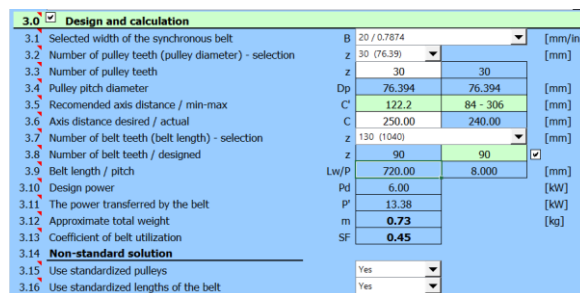 3.0 Design and calculation
3.1 Selected width of the synchronous belt B 20 / 0.7874 [mm/in
3.2 Number of pulley teeth (pulley diameter) - selection z 30 (76.39) [mm]
3.3 Number of pulley teeth z 30 30
3.4 Pulley pitch diameter Dp 76.394 76.394 [mm]
3.5 Recomended axis distance / min-max C' 122.2 84 - 306 [mm]
3.6 Axis distance desired / actual C 250.00 240.00 [mm]
3.7 Number of belt teeth (belt length) - selection z 130 (1040) [mm]
3.8 Number of belt teeth / designed z 90 90
3.9 Belt length / pitch Lw/P 720.00 8.000 [mm]
3.10 Design power Pd 6.00 [kW]
3.11 The power transferred by the belt P' 13.38 [kW]
3.12 Approximate total weight m 0.73 [kg]
3.13 Coefficient of belt utilization SF 0.45
3.14 Non-standard solution
3.15 Use standardized pulleys Yes
3.16 Use standardized lengths of the belt Yes